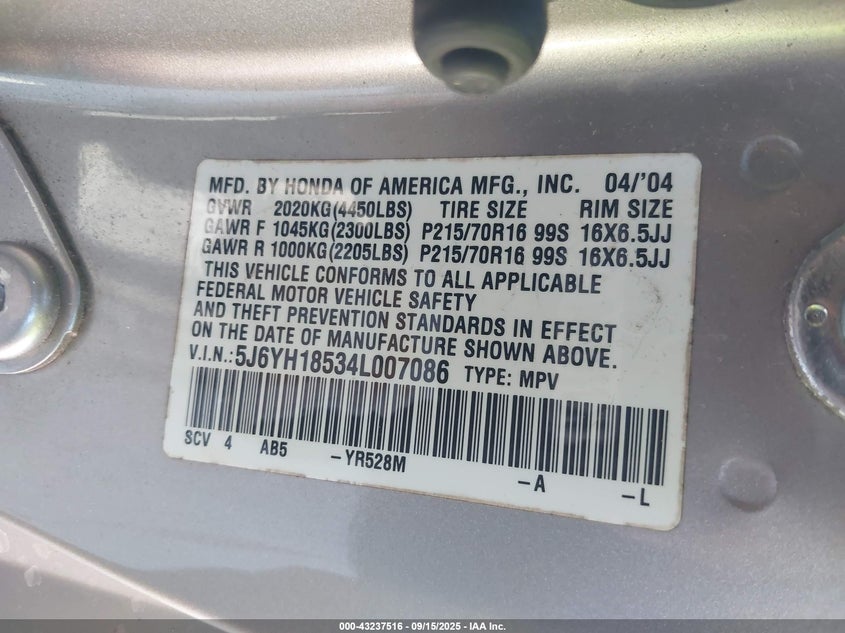 MFD. BY HONDA OF AMERICA MFG., INC. 04/'04
GVWR 2020KG(4450LBS) TIRE SIZE RIM SIZE
GAWR F 1045KG(2300LBS) P215/70R16 99S 16X6.5JJ
GAWR R 1000KG(2205LBS) P215/70R16 99S 16X6.5JJ
THIS VEHICLE CONFORMS TO ALL APPLICABLE
FEDERAL MOTOR VEHICLE SAFETY
AND THEFT PREVENTION STANDARDS IN EFFECT
ON THE DATE OF MANUFACTURE SHOWN ABOVE.
V.I.N.:5J6YH18534L007086 TYPE: MPV
SCV 4 AB5 -YR528M -A -L
000-43237516 - 09/15/2025 - IAA Inc.